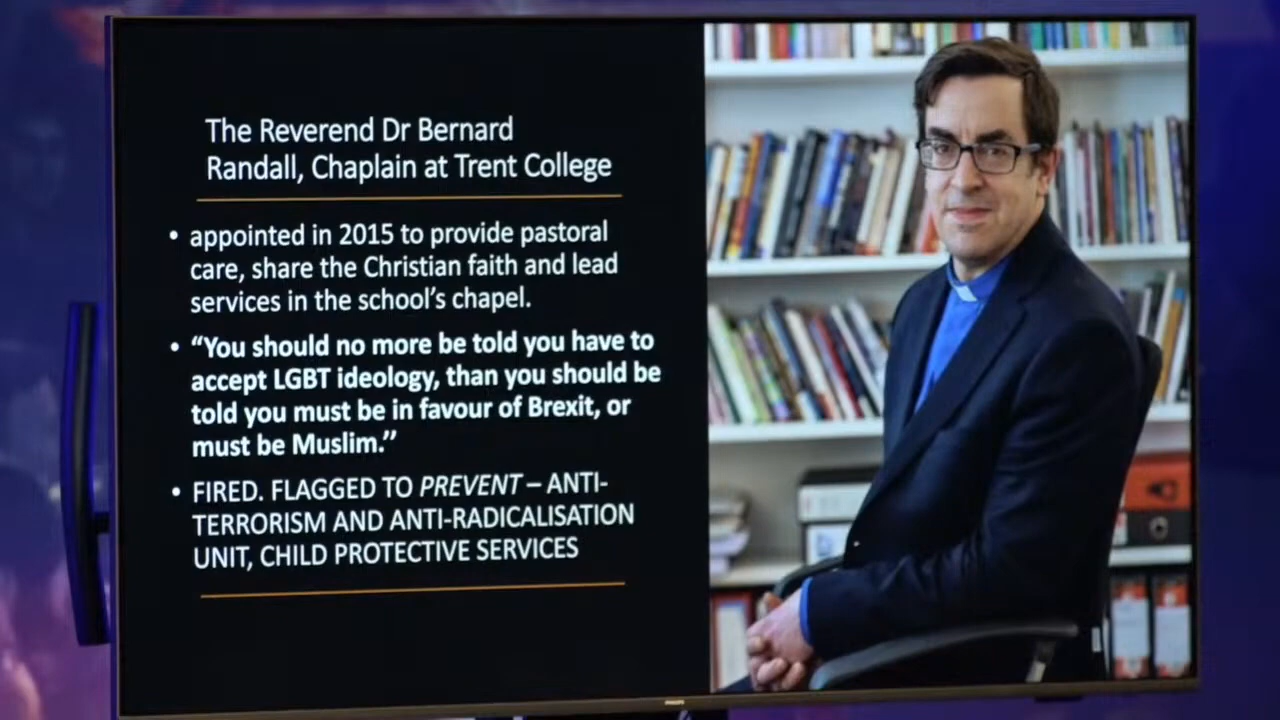 The Reverend Dr Bernard
Randall, Chaplain at Trent College
• appointed in 2015 to provide pastoral
care, share the Christian faith and lead
services in the school's chapel.
• “You should no more be told you have to
accept LGBT ideology, than you should be
told you must be in favour of Brexit, or
must be Muslim.”
• FIRED. FLAGGED TO PREVENT – ANTI-
TERRORISM AND ANTI-RADICALISATION
UNIT, CHILD PROTECTIVE SERVICES
PHILIPS